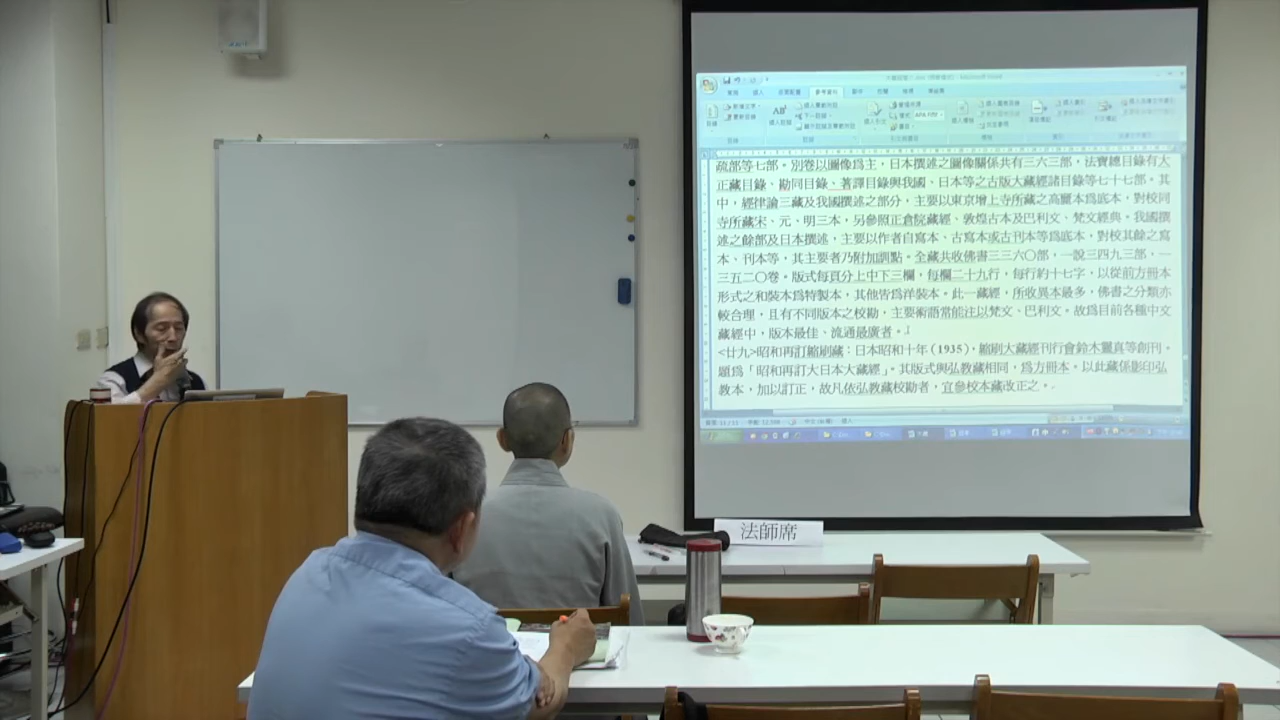 疏部等七部。別卷以圖像爲主，日本撰述之圖像關係共有三六三部，法寶總目錄有大
正藏目錄、勘同目錄、著譯目錄與我國、日本等之古版大藏經諸目錄等七十七部。其
中，經律論三藏及我國撰述之部分，主要以東京增上寺所藏之高麗本爲底本，對校同
寺所藏宋、元、明三本，另參照正倉院藏經、敦煌古本及巴利文、梵文經典。我國撰
述之餘部及日本撰述，主要以作者自寫本、古寫本或古刊本等爲底本，對校其餘之寫
本、刊本等，其主要者乃附加訓點。全藏共收佛書三三六〇部，一說三四九三部，一
三五二〇卷。版式每頁分上中下三欄，每欄二十九行，每行約十七字，以從前方冊本
形式之和裝本爲特製本，其他皆爲洋裝本。此一藏經，所收異本最多，佛書之分類亦
較合理，且有不同版本之校勘，主要術語常能注以梵文、巴利文。故爲目前各種中文
藏經中，版本最佳、流通最廣者。
<廿九>昭和再訂縮刷藏：日本昭和十年（1935），縮刷大藏經刊行會鈴木靈真等創刊。
題爲「昭和再訂大日本大藏經」。其版式與弘教藏相同，爲方冊本。以此藏係影印弘
教本，加以訂正，故凡依弘教藏校勘者，宜參校本藏改正之。
法師席